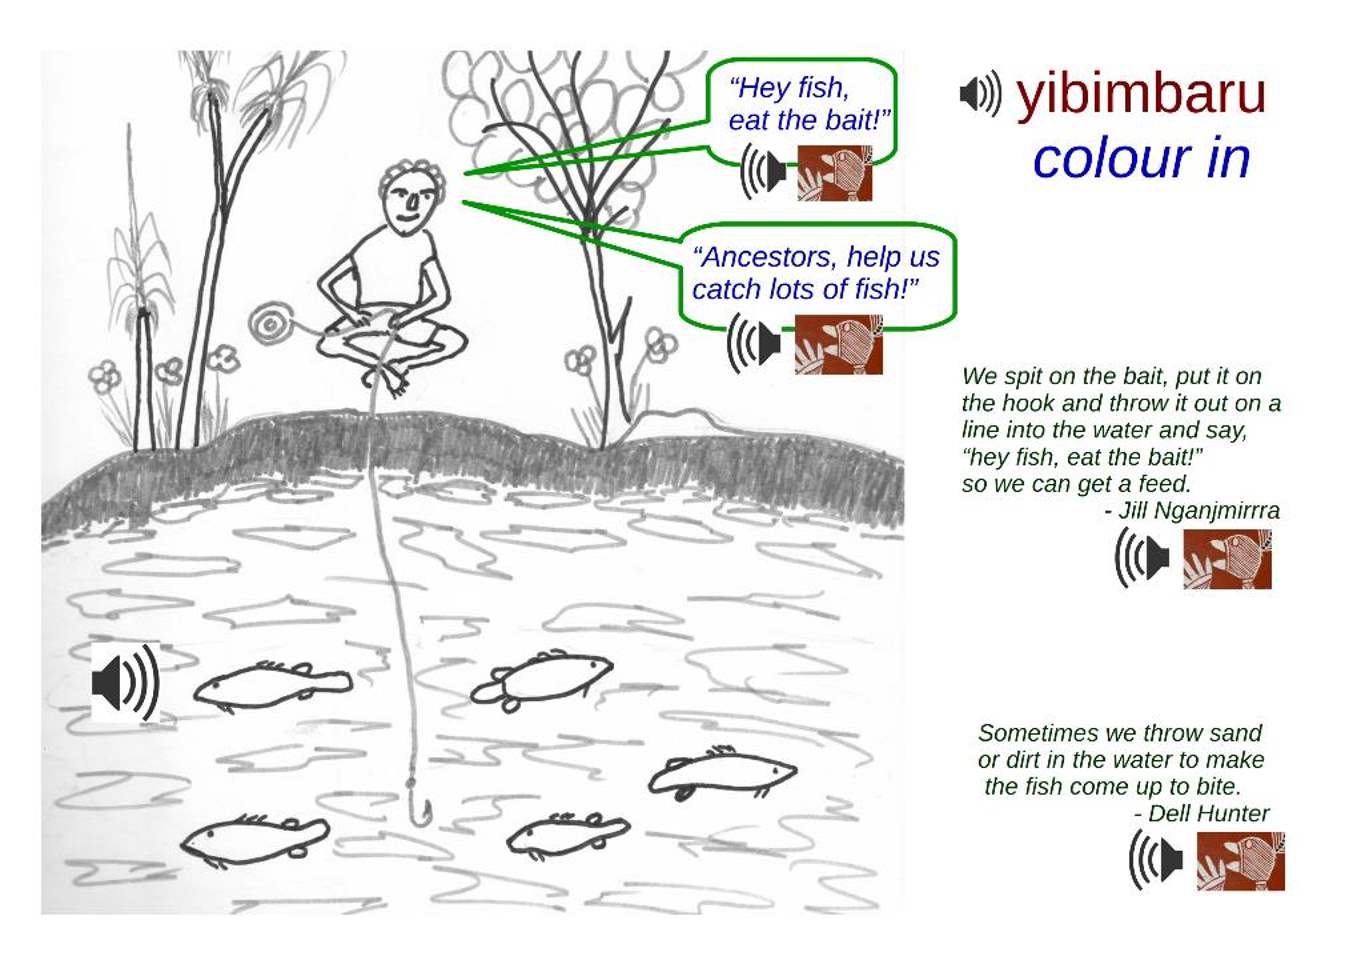 “Hey fish,
eat the bait!”
“Ancestors, help us
catch lots of fish!”
yibimbaru
colour in
We spit on the bait, put it on
the hook and throw it out on a
line into the water and say,
“hey fish, eat the bait!”
so we can get a feed.
- Jill Nganjmirrra
Sometimes we throw sand
or dirt in the water to make
the fish come up to bite.
- Dell Hunter